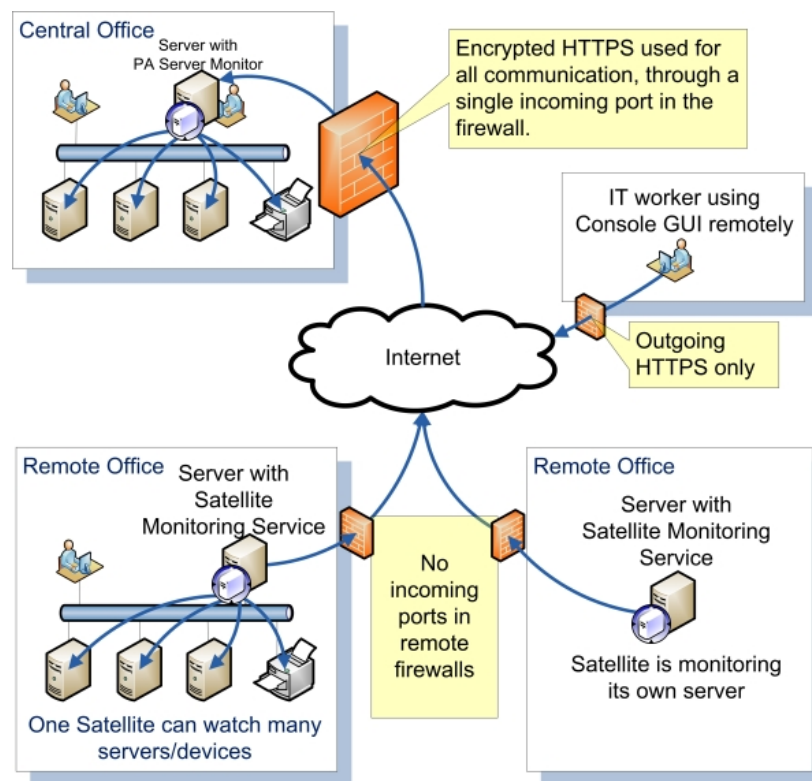 Central Office
Server with
PA Server Monitor
Encrypted HTTPS used for
all communication, through a
single incoming port in the
firewall.
IT worker using
Console GUI remotely
Outgoing
HTTPS only
Internet
Remote Office
Server with
Satellite
Monitoring Service
One Satellite can watch many
servers/devices
No
incoming
ports in
remote
firewalls
Remote Office
Server with
Satellite Monitoring
Service
Satellite is monitoring
its own server